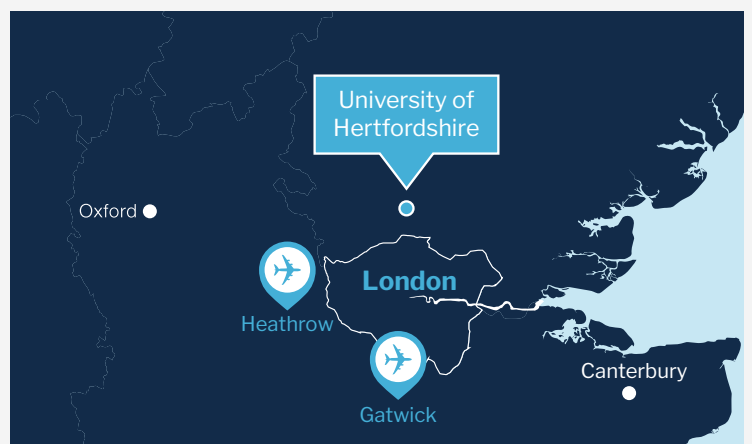 University of
Hertfordshire
Oxford
London
Heathrow
Canterbury
Gatwick